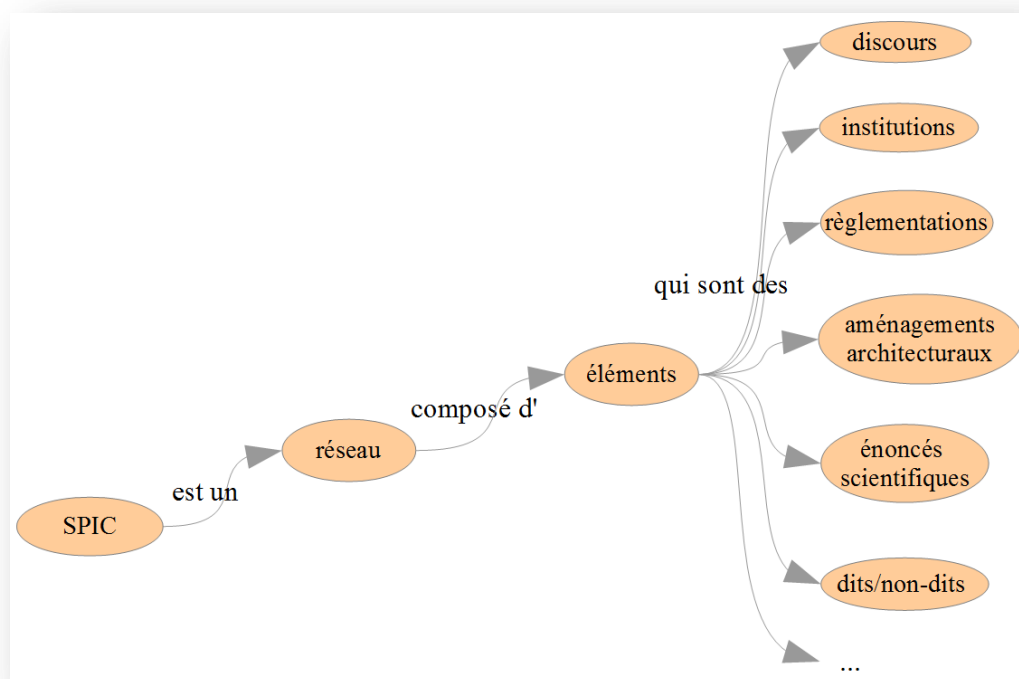 SPIC
est un
réseau
composé d'
éléments
qui sont des
discours
institutions
règlementations
aménagements
architecturaux
énoncés
scientifiques
dits/non-dits
...